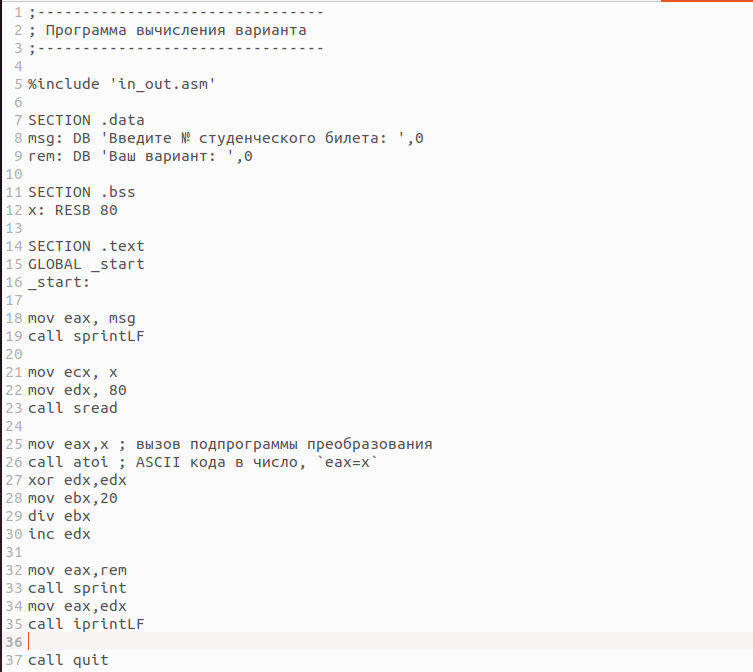 1 ;--------------------------------
2 ; Программа вычисления варианта
3 ;--------------------------------
4
5 %include 'in_out.asm'
6
7 SECTION .data
8 msg: DB 'Введите № студенческого билета: ',0
9 rem: DB 'Ваш вариант: ',0
10
11 SECTION .bss
12 x: RESB 80
13
14 SECTION .text
15 GLOBAL _start
16 _start:
17
18 mov eax, msg
19 call sprintLF
20
21 mov ecx, x
22 mov edx, 80
23 call sread
24
25 mov eax,x ; вызов подпрограммы преобразования
26 call atoi ; ASCII кода в число, `eax=x`
27 xor edx,edx
28 mov ebx,20
29 div ebx
30 inc edx
31
32 mov eax,rem
33 call sprint
34 mov eax,edx
35 call iprintLF
36
37 call quit